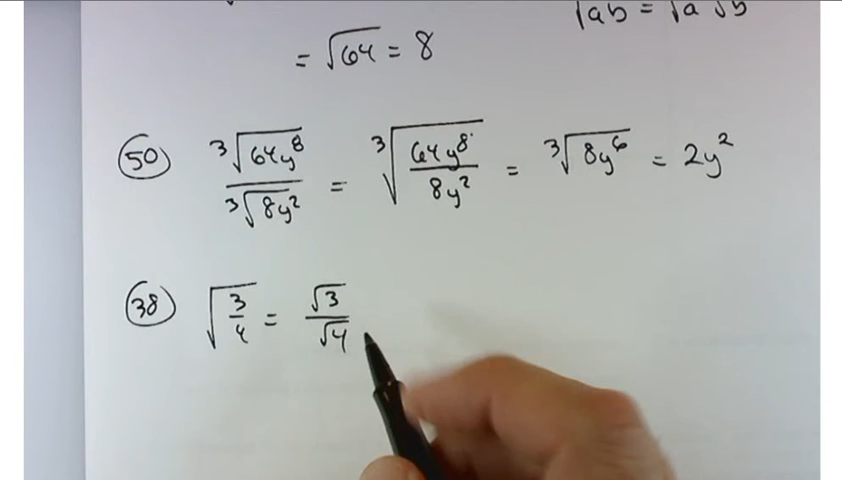 √ab = √a √b
= √64 = 8
50 ³√64y⁸ / ³√8y² = ³√(64y⁸ / 8y²) = ³√8y⁶ = 2y²
38 √(3/4) = √3 / √4